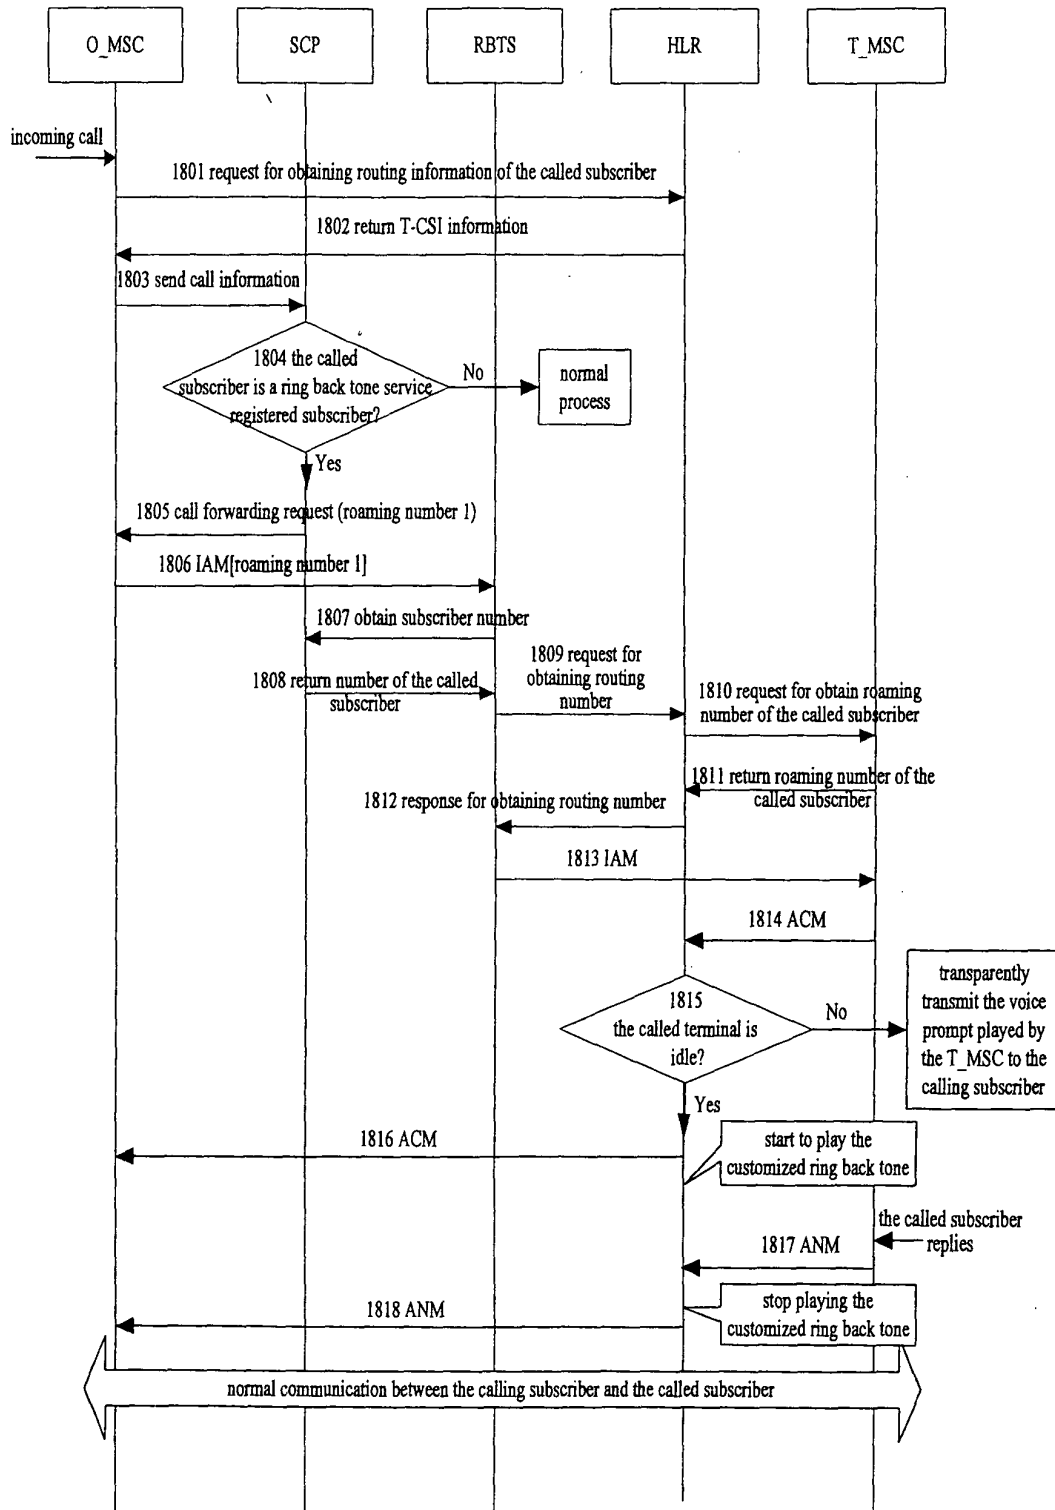 O_MSC
SCP
RBTS
HLR
T_MSC
incoming call
1801 request for obtaining routing information of the called subscriber
1802 return T-CSI information
1803 send call information
1804 the called
subscriber is a ring back tone service
registered subscriber?
No
normal
process
Yes
1805 call forwarding request (roaming number 1)
1806 IAM[roaming number 1]
1807 obtain subscriber number
1808 return number of the called
subscriber
1809 request for
obtaining routing
number
1810 request for obtain roaming
number of the called subscriber
1811 return roaming number of the
called subscriber
1812 response for obtaining routing number
1813 IAM
1814 ACM
1815
the called terminal is
idle?
No
transparently
transmit the voice
prompt played by
the T_MSC to the
calling subscriber
Yes
1816 ACM
start to play the
customized ring back tone
the called subscriber
replies
1817 ANM
1818 ANM
stop playing the
customized ring back tone
normal communication between the calling subscriber and the called subscriber